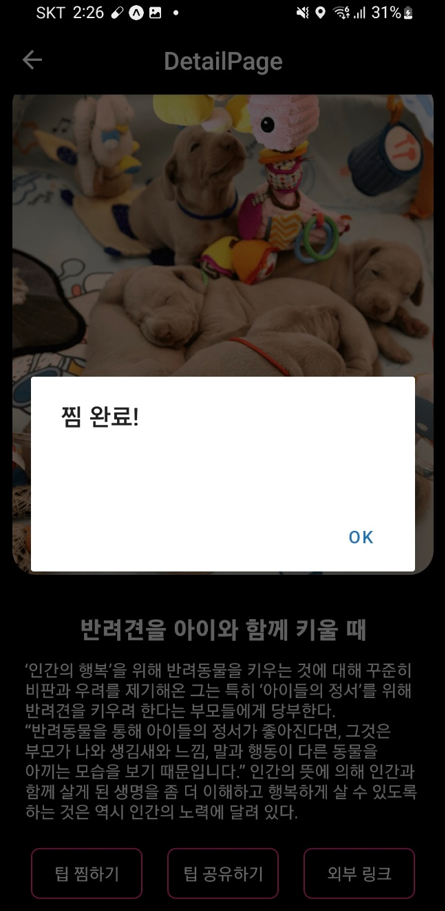 SKT 2:26 31%
DetailPage
찜 완료!
OK
반려견을 아이와 함께 키울 때
‘인간의 행복’을 위해 반려동물을 키우는 것에 대해 꾸준히
비판과 우려를 제기해온 그는 특히 ‘아이들의 정서’를 위해
반려견을 키우려 한다는 부모들에게 당부한다.
“반려동물을 통해 아이들의 정서가 좋아진다면, 그것은
부모가 나와 생김새와 느낌, 말과 행동이 다른 동물을
아끼는 모습을 보기 때문입니다.” 인간의 뜻에 의해 인간과
함께 살게 된 생명을 좀 더 이해하고 행복하게 살 수 있도록
하는 것은 역시 인간의 노력에 달려 있다.
팁 찜하기
팁 공유하기
외부 링크